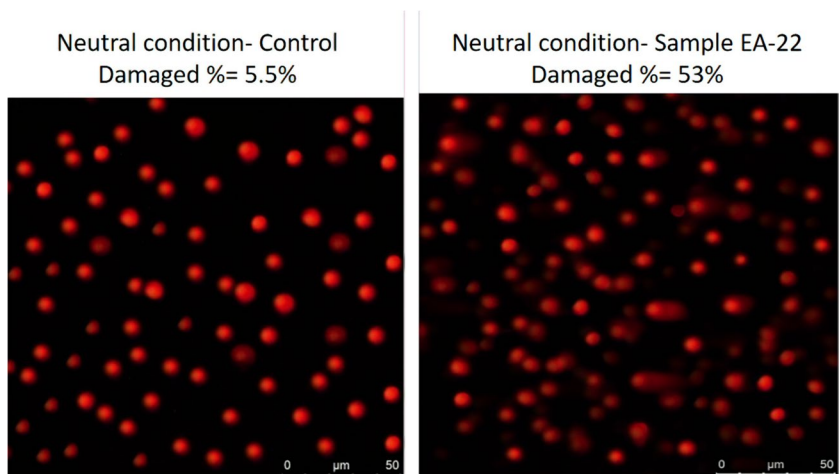 Neutral condition- Control
Damaged %= 5.5%
Neutral condition- Sample EA-22
Damaged %= 53%
0 µm 50
0 µm 50